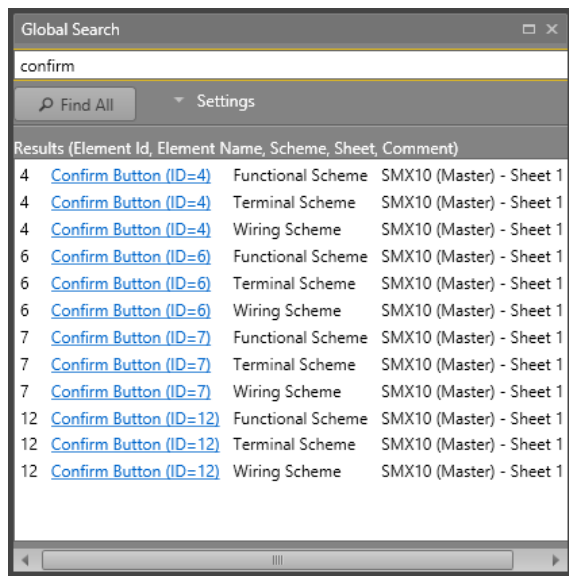 Global Search
confirm
Find All Settings
Results (Element Id, Element Name, Scheme, Sheet, Comment)
4 Confirm Button (ID=4) Functional Scheme SMX10 (Master) - Sheet 1
4 Confirm Button (ID=4) Terminal Scheme SMX10 (Master) - Sheet 1
4 Confirm Button (ID=4) Wiring Scheme SMX10 (Master) - Sheet 1
6 Confirm Button (ID=6) Functional Scheme SMX10 (Master) - Sheet 1
6 Confirm Button (ID=6) Terminal Scheme SMX10 (Master) - Sheet 1
6 Confirm Button (ID=6) Wiring Scheme SMX10 (Master) - Sheet 1
7 Confirm Button (ID=7) Functional Scheme SMX10 (Master) - Sheet 1
7 Confirm Button (ID=7) Terminal Scheme SMX10 (Master) - Sheet 1
7 Confirm Button (ID=7) Wiring Scheme SMX10 (Master) - Sheet 1
12 Confirm Button (ID=12) Functional Scheme SMX10 (Master) - Sheet 1
12 Confirm Button (ID=12) Terminal Scheme SMX10 (Master) - Sheet 1
12 Confirm Button (ID=12) Wiring Scheme SMX10 (Master) - Sheet 1